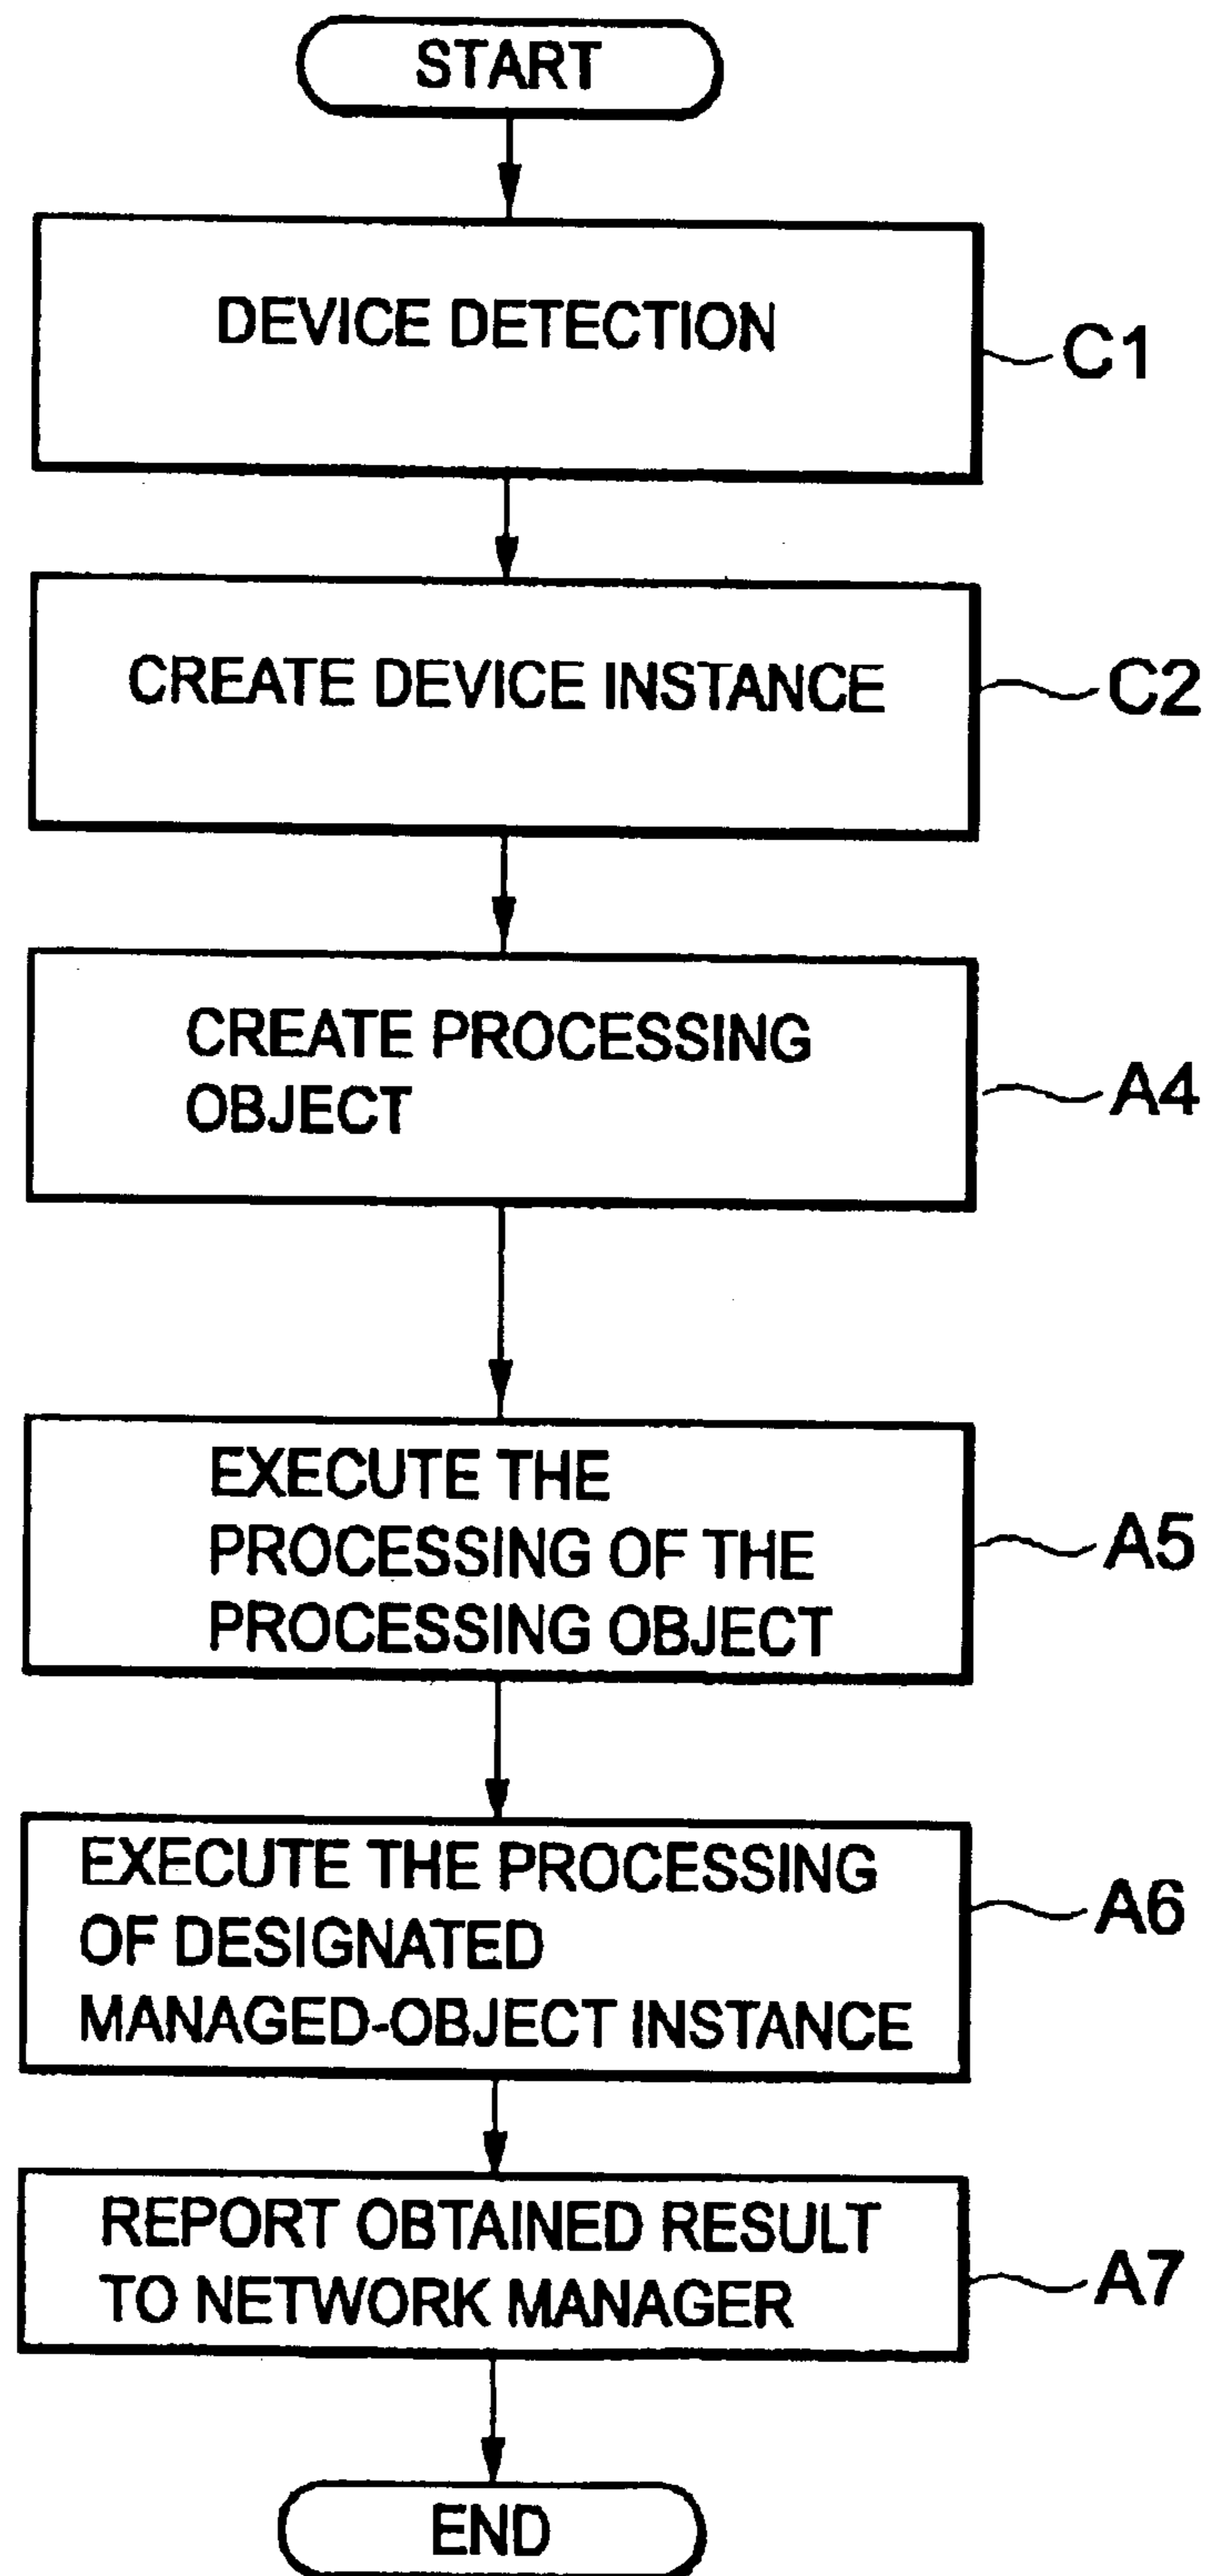 START
DEVICE DETECTION
C1
CREATE DEVICE INSTANCE
C2
CREATE PROCESSING
OBJECT
A4
EXECUTE THE
PROCESSING OF THE
PROCESSING OBJECT
A5
EXECUTE THE PROCESSING
OF DESIGNATED
MANAGED-OBJECT INSTANCE
A6
REPORT OBTAINED RESULT
TO NETWORK MANAGER
A7
END